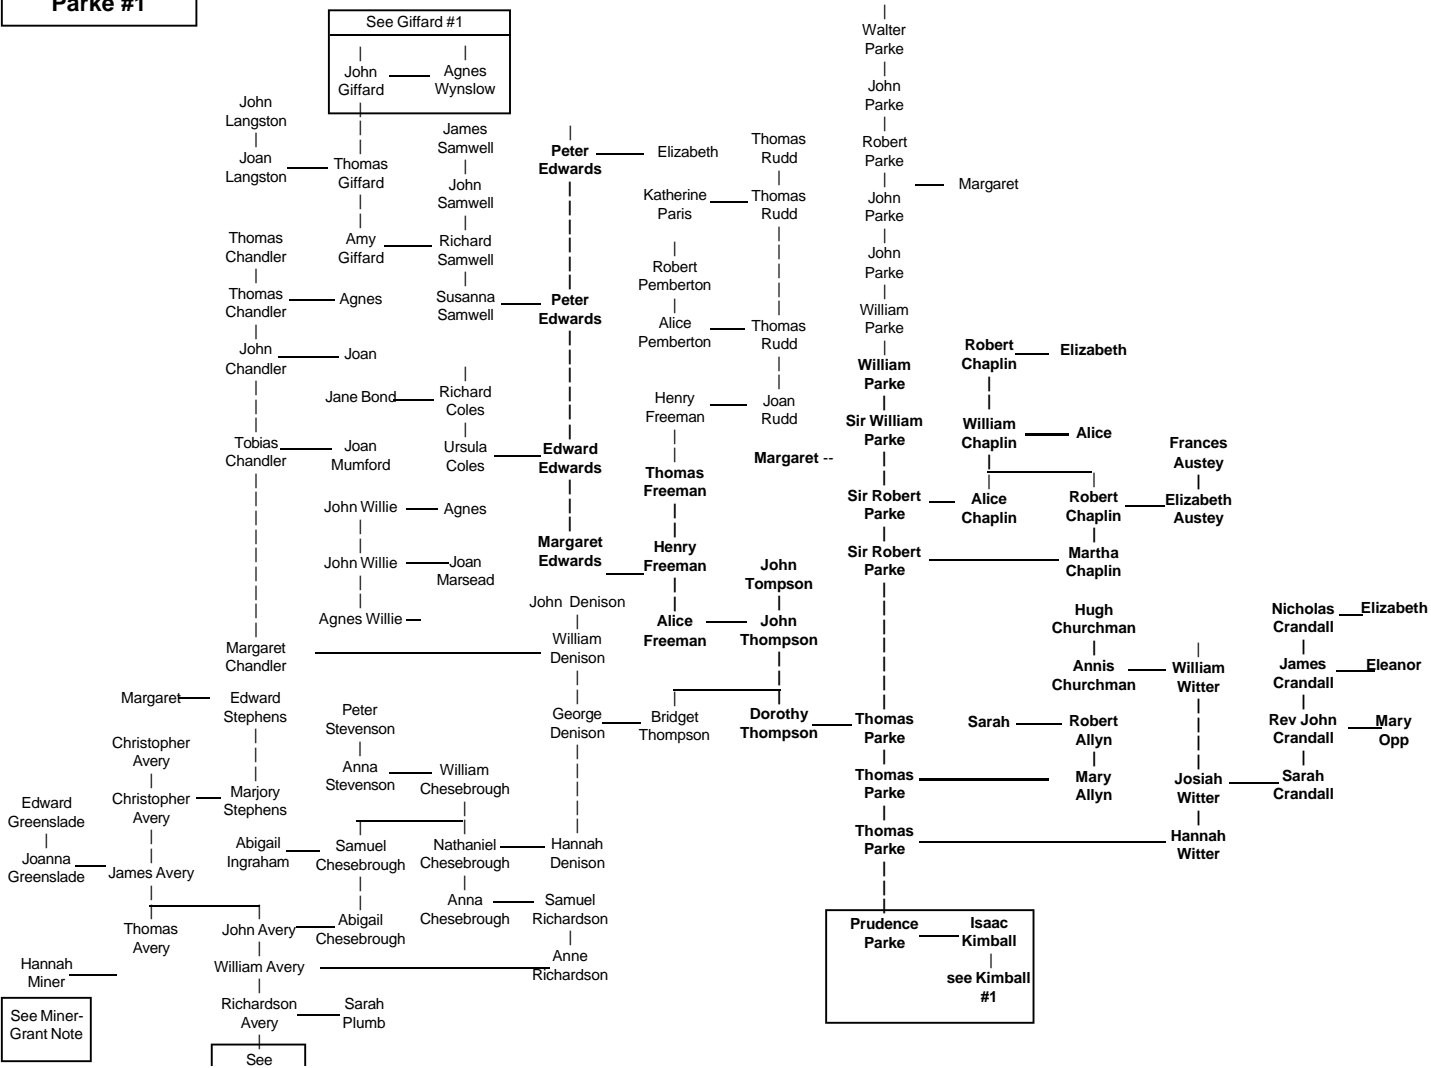 Parke #1
See Giffard #1
John
Giffard
Agnes
Wynslow
Walter
Parke
John
Parke
Robert
Parke
Margaret
John
Parke
John
Parke
William
Parke
William
Parke
Sir William
Parke
Margaret --
Sir Robert
Parke
Sir Robert
Parke
John
Langston
Joan
Langston
Thomas
Giffard
James
Samwell
John
Samwell
Amy
Giffard
Richard
Samwell
Susanna
Samwell
Peter
Edwards
Elizabeth
Peter
Edwards
Thomas
Rudd
Katherine
Paris
Thomas
Rudd
Robert
Pemberton
Alice
Pemberton
Thomas
Rudd
Henry
Freeman
Joan
Rudd
Thomas
Chandler
Thomas
Chandler
Agnes
John
Chandler
Joan
Jane Bond
Richard
Coles
Tobias
Chandler
Joan
Mumford
Ursula
Coles
Edward
Edwards
Thomas
Freeman
John Willie
Agnes
John Willie
Joan
Marsead
Agnes Willie
Margaret
Edwards
Henry
Freeman
John
Tompson
Alice
Freeman
John
Thompson
Robert
Chaplin
Elizabeth
William
Chaplin
Alice
Frances
Austey
Alice
Chaplin
Robert
Chaplin
Elizabeth
Austey
Martha
Chaplin
John Denison
Margaret
Chandler
William
Denison
Hugh
Churchman
Annis
Churchman
William
Witter
Nicholas
Crandall
Elizabeth
James
Crandall
Eleanor
Margaret
Edward
Stephens
Peter
Stevenson
George
Denison
Bridget
Thompson
Dorothy
Thompson
Thomas
Parke
Sarah
Robert
Allyn
Rev John
Crandall
Mary
Opp
Christopher
Avery
Anna
Stevenson
William
Chesebrough
Thomas
Parke
Mary
Allyn
Josiah
Witter
Sarah
Crandall
Edward
Greenslade
Christopher
Avery
Marjory
Stephens
Joanna
Greenslade
James Avery
Abigail
Ingraham
Samuel
Chesebrough
Nathaniel
Chesebrough
Hannah
Denison
Thomas
Parke
Hannah
Witter
Anna
Chesebrough
Samuel
Richardson
Thomas
Avery
John Avery
Abigail
Chesebrough
Prudence
Parke
Isaac
Kimball
see Kimball
#1
Hannah
Miner
William Avery
Anne
Richardson
See Miner-
Grant Note
Richardson
Avery
Sarah
Plumb
See